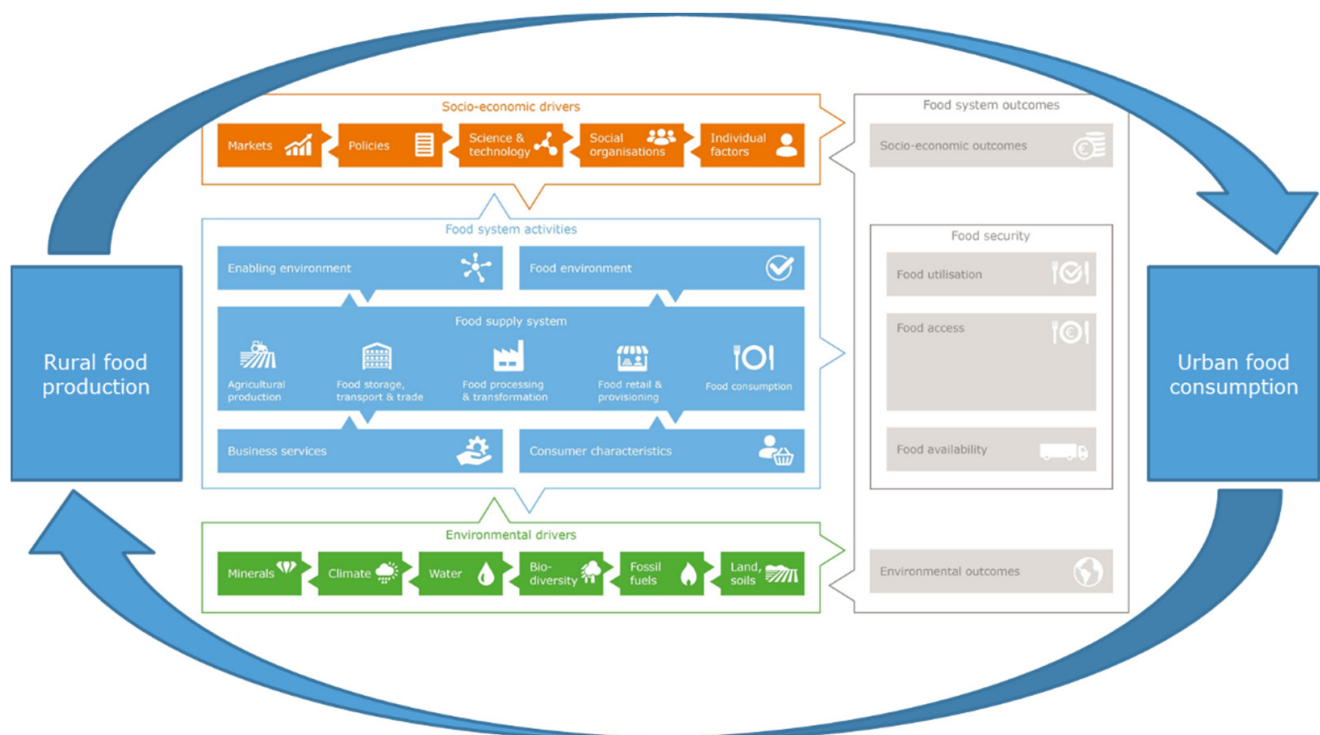 Socio-economic drivers
Markets
Policies
Science &
technology
Social
organisations
Individual
factors
Food system outcomes
Socio-economic outcomes
Food system activities
Enabling environment
Food environment
Food supply system
Agricultural
production
Food storage,
transport & trade
Food processing
& transformation
Food retail &
provisioning
Food consumption
Business services
Consumer characteristics
Food security
Food utilisation
Food access
Food availability
Environmental drivers
Minerals
Climate
Water
Bio-
diversity
Fossil
fuels
Land,
soils
Environmental outcomes
Rural food
production
Urban food
consumption